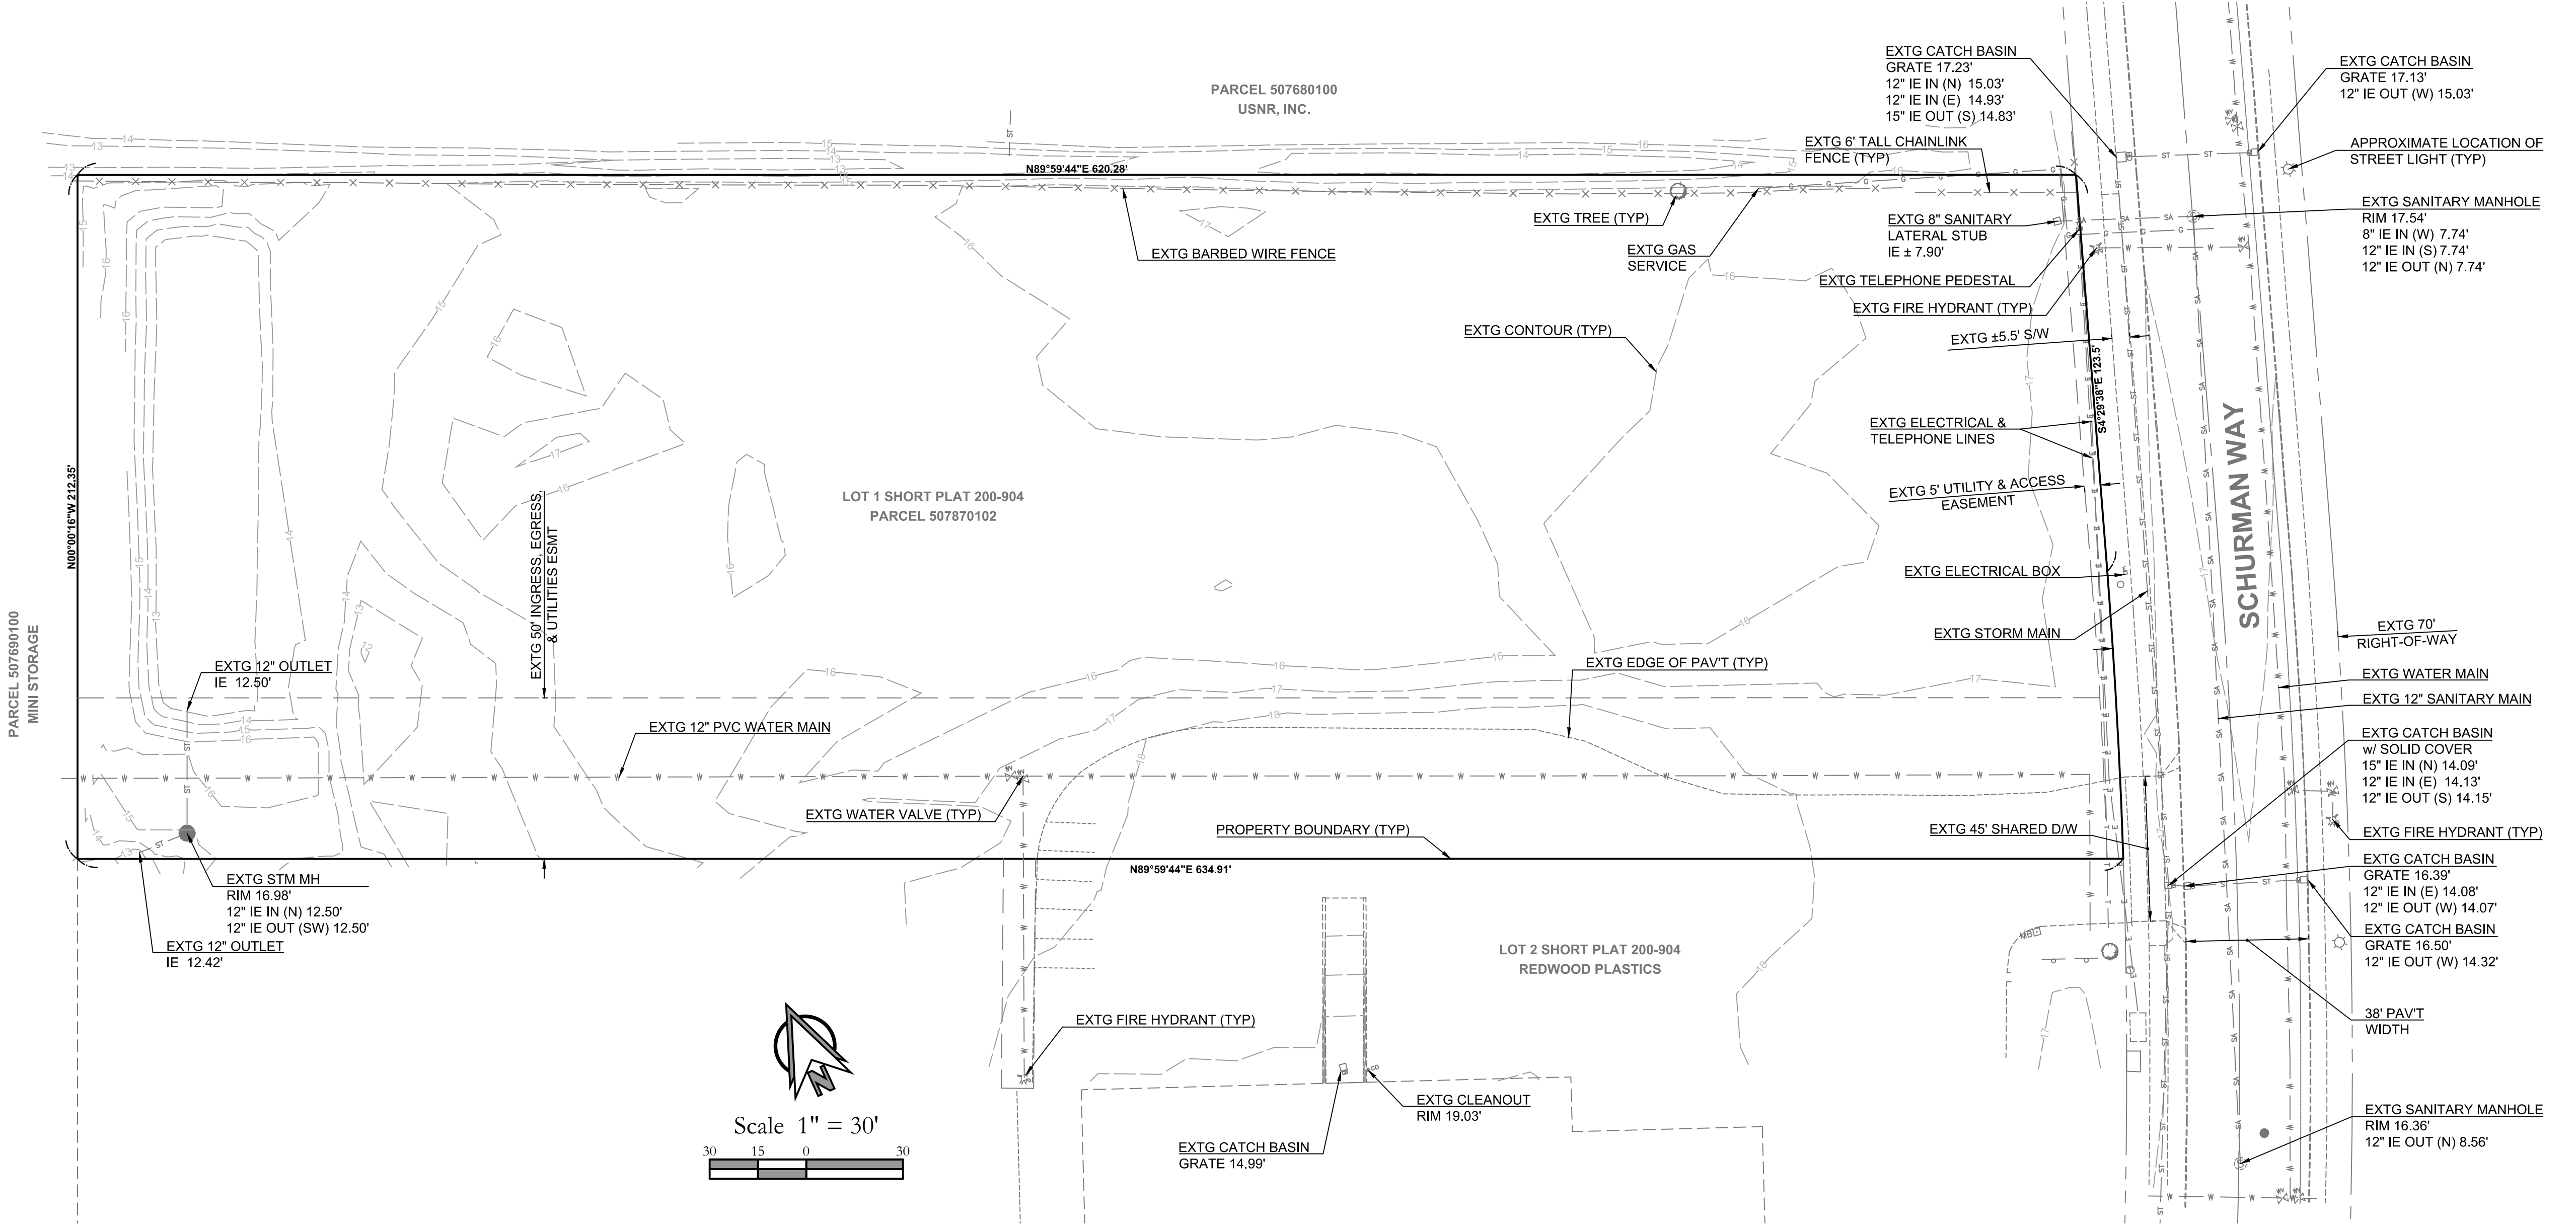 PARCEL 507680100
USNR, INC.
EXTG CATCH BASIN
GRATE 17.23'
12" IE IN (N) 15.03'
12" IE IN (E) 14.93'
15" IE OUT (S) 14.83'
EXTG CATCH BASIN
GRATE 17.13'
12" IE OUT (W) 15.03'
EXTG 6' TALL CHAINLINK
FENCE (TYP)
APPROXIMATE LOCATION OF
STREET LIGHT (TYP)
N89°59'44"E 620.28'
EXTG TREE (TYP)
EXTG BARBED WIRE FENCE
EXTG GAS
SERVICE
EXTG 8" SANITARY
LATERAL STUB
IE ± 7.90'
EXTG SANITARY MANHOLE
RIM 17.54'
8" IE IN (W) 7.74'
12" IE IN (S) 7.74'
12" IE OUT (N) 7.74'
EXTG TELEPHONE PEDESTAL
EXTG FIRE HYDRANT (TYP)
EXTG CONTOUR (TYP)
EXTG ±5.5' S/W
S4°29'38"E 123.5'
EXTG ELECTRICAL &
TELEPHONE LINES
SCHURMAN WAY
N00°00'16"W 212.35'
EXTG 50' INGRESS, EGRESS,
& UTILITIES ESMT
LOT 1 SHORT PLAT 200-904
PARCEL 507870102
EXTG 5' UTILITY & ACCESS
EASEMENT
EXTG ELECTRICAL BOX
PARCEL 507690100
MINI STORAGE
EXTG STORM MAIN
EXTG 70'
RIGHT-OF-WAY
EXTG 12" OUTLET
IE 12.50'
EXTG EDGE OF PAV'T (TYP)
EXTG WATER MAIN
EXTG 12" SANITARY MAIN
EXTG 12" PVC WATER MAIN
EXTG CATCH BASIN
w/ SOLID COVER
15" IE IN (N) 14.09'
12" IE IN (E) 14.13'
12" IE OUT (S) 14.15'
EXTG WATER VALVE (TYP)
PROPERTY BOUNDARY (TYP)
EXTG 45' SHARED D/W
EXTG FIRE HYDRANT (TYP)
N89°59'44"E 634.91'
EXTG CATCH BASIN
GRATE 16.39'
12" IE IN (E) 14.08'
12" IE OUT (W) 14.07'
EXTG STM MH
RIM 16.98'
12" IE IN (N) 12.50'
12" IE OUT (SW) 12.50'
EXTG 12" OUTLET
IE 12.42'
EXTG CATCH BASIN
GRATE 16.50'
12" IE OUT (W) 14.32'
LOT 2 SHORT PLAT 200-904
REDWOOD PLASTICS
38' PAV'T
WIDTH
EXTG FIRE HYDRANT (TYP)
N
Scale 1" = 30'
30 15 0 30
EXTG CLEANOUT
RIM 19.03'
EXTG CATCH BASIN
GRATE 14.99'
EXTG SANITARY MANHOLE
RIM 16.36'
12" IE OUT (N) 8.56'